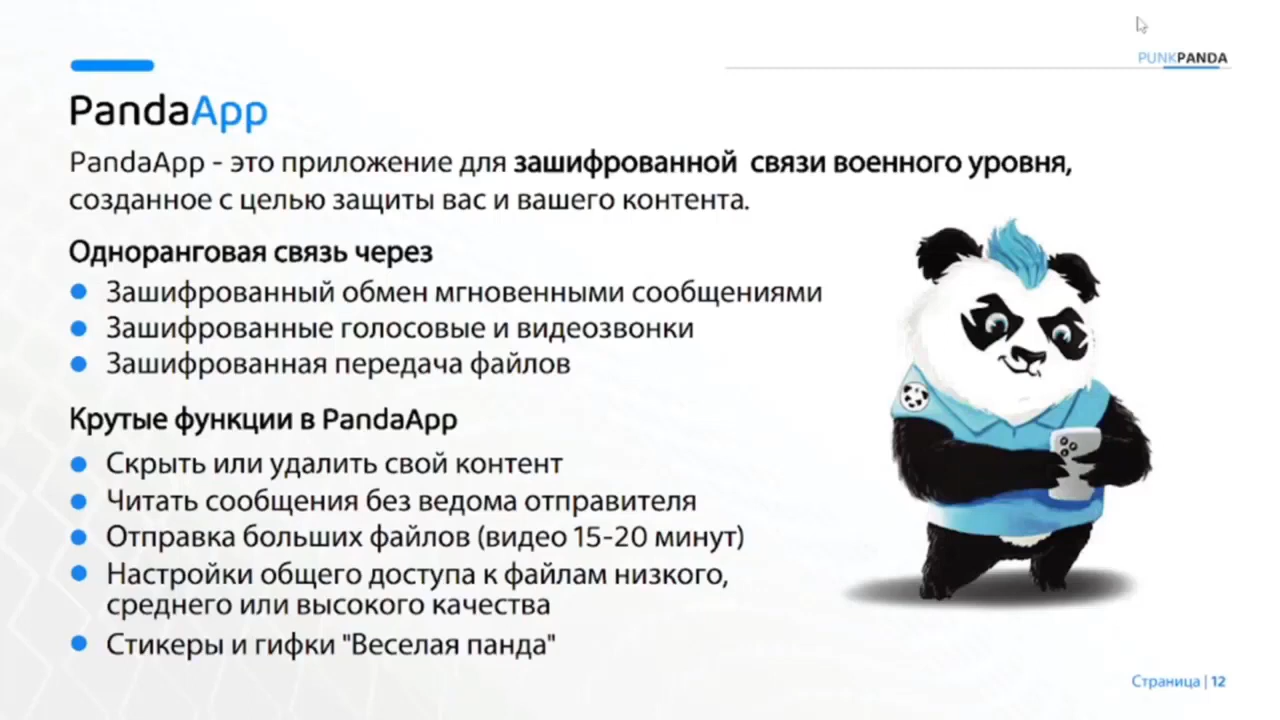 PUNKPANDA
PandaApp
PandaApp - это приложение для зашифрованной связи военного уровня,
созданное с целью защиты вас и вашего контента.
Одноранговая связь через
Зашифрованный обмен мгновенными сообщениями
Зашифрованные голосовые и видеозвонки
Зашифрованная передача файлов
Крутые функции в PandaApp
Скрыть или удалить свой контент
Читать сообщения без ведома отправителя
Отправка больших файлов (видео 15-20 минут)
Настройки общего доступа к файлам низкого,
среднего или высокого качества
Стикеры и гифки "Веселая панда"
Страница | 12